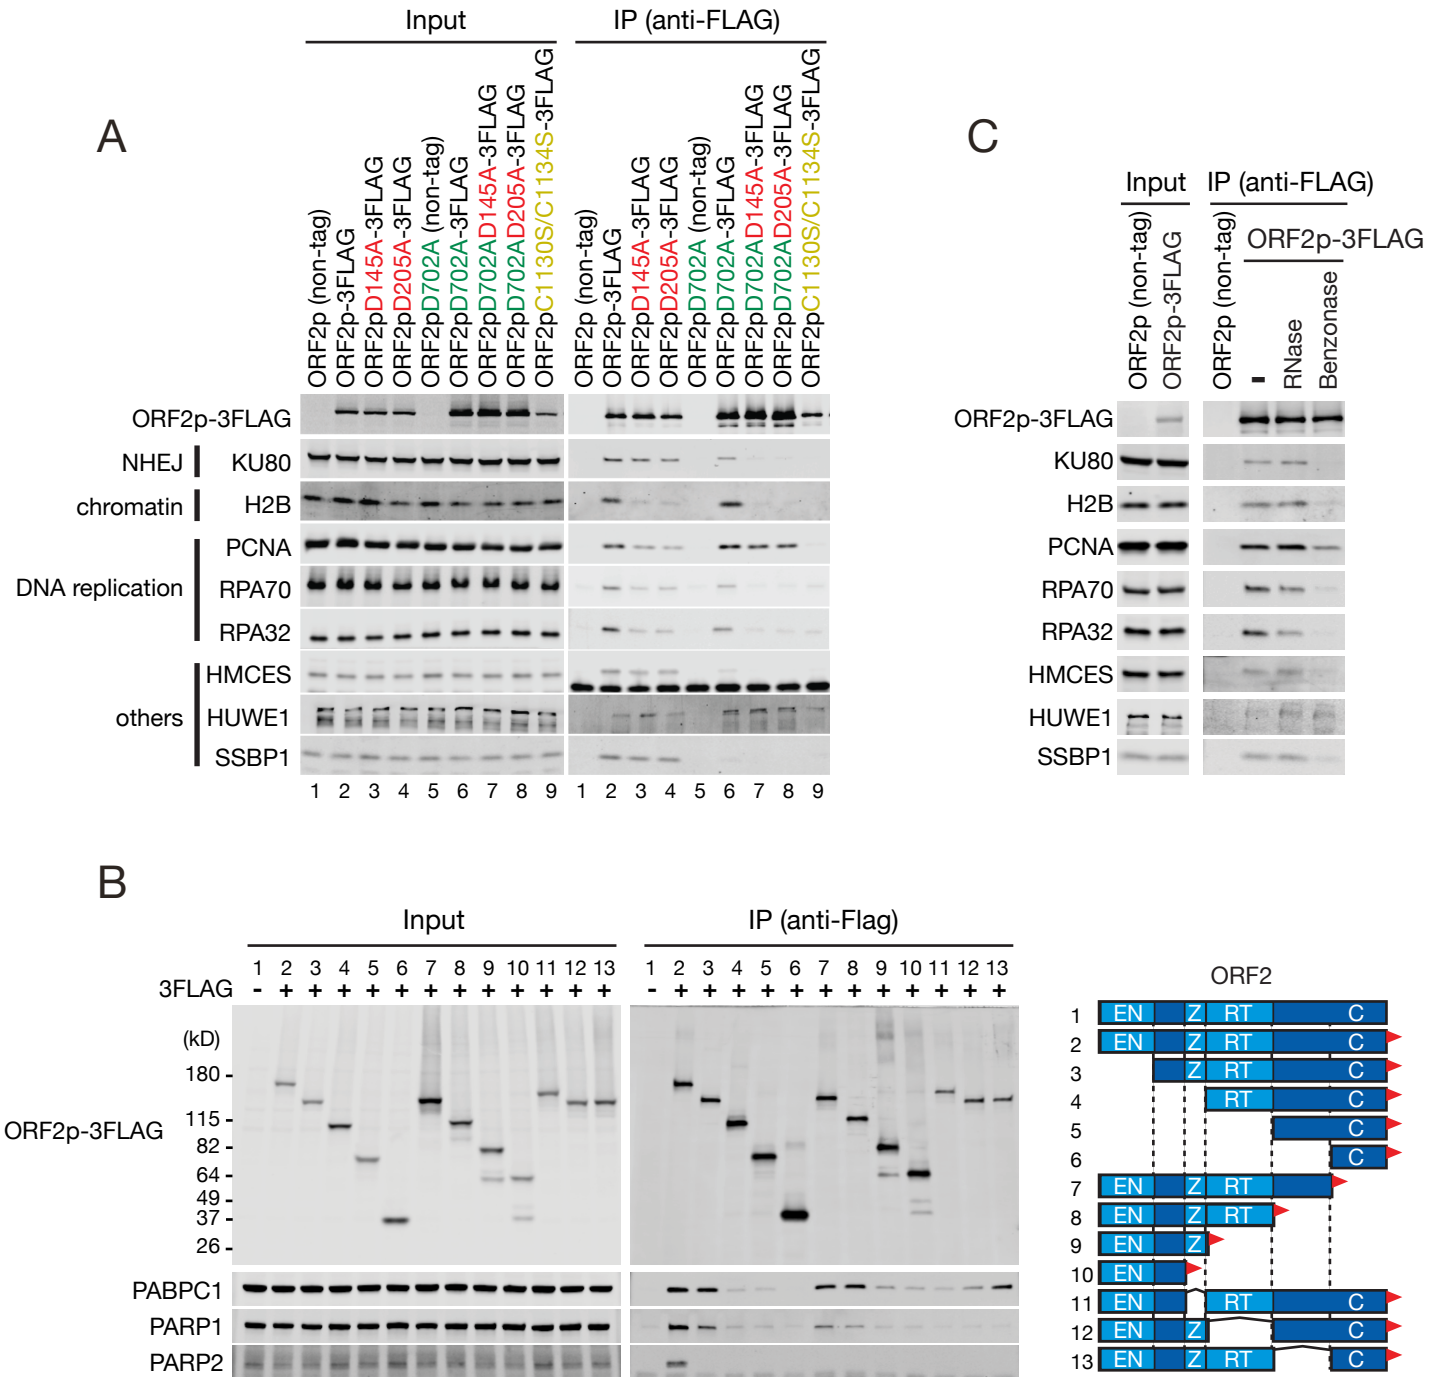 A
Input
IP (anti-FLAG)
ORF2p (non-tag)
ORF2p-3FLAG
ORF2pD145A-3FLAG
ORF2pD205A-3FLAG
ORF2pD702A (non-tag)
ORF2pD702A-3FLAG
ORF2pD702AD145A-3FLAG
ORF2pD702AD205A-3FLAG
ORF2pC1130S/C1134S-3FLAG
ORF2p (non-tag)
ORF2p-3FLAG
ORF2pD145A-3FLAG
ORF2pD205A-3FLAG
ORF2pD702A (non-tag)
ORF2pD702A-3FLAG
ORF2pD702AD145A-3FLAG
ORF2pD702AD205A-3FLAG
ORF2pC1130S/C1134S-3FLAG
ORF2p-3FLAG
NHEJ KU80
chromatin H2B
PCNA
DNA replication RPA70
RPA32
HMCES
others HUWE1
SSBP1
1 2 3 4 5 6 7 8 9 1 2 3 4 5 6 7 8 9
C
Input IP (anti-FLAG)
ORF2p (non-tag)
ORF2p-3FLAG
ORF2p (non-tag)
ORF2p-3FLAG
-
RNase
Benzonase
ORF2p-3FLAG
KU80
H2B
PCNA
RPA70
RPA32
HMCES
HUWE1
SSBP1
B
Input IP (anti-Flag)
1 2 3 4 5 6 7 8 9 10 11 12 13 1 2 3 4 5 6 7 8 9 10 11 12 13
3FLAG - + + + + + + + + + + + + - + + + + + + + + + + + +
(kD)
180
115
ORF2p-3FLAG
82
64
49
37
26
PABPC1
PARP1
PARP2
ORF2
1 EN Z RT C
2 EN Z RT C
3 Z RT C
4 RT C
5 C
6 C
7 EN Z RT
8 EN Z RT
9 EN Z
10 EN
11 EN RT C
12 EN Z C
13 EN Z RT C